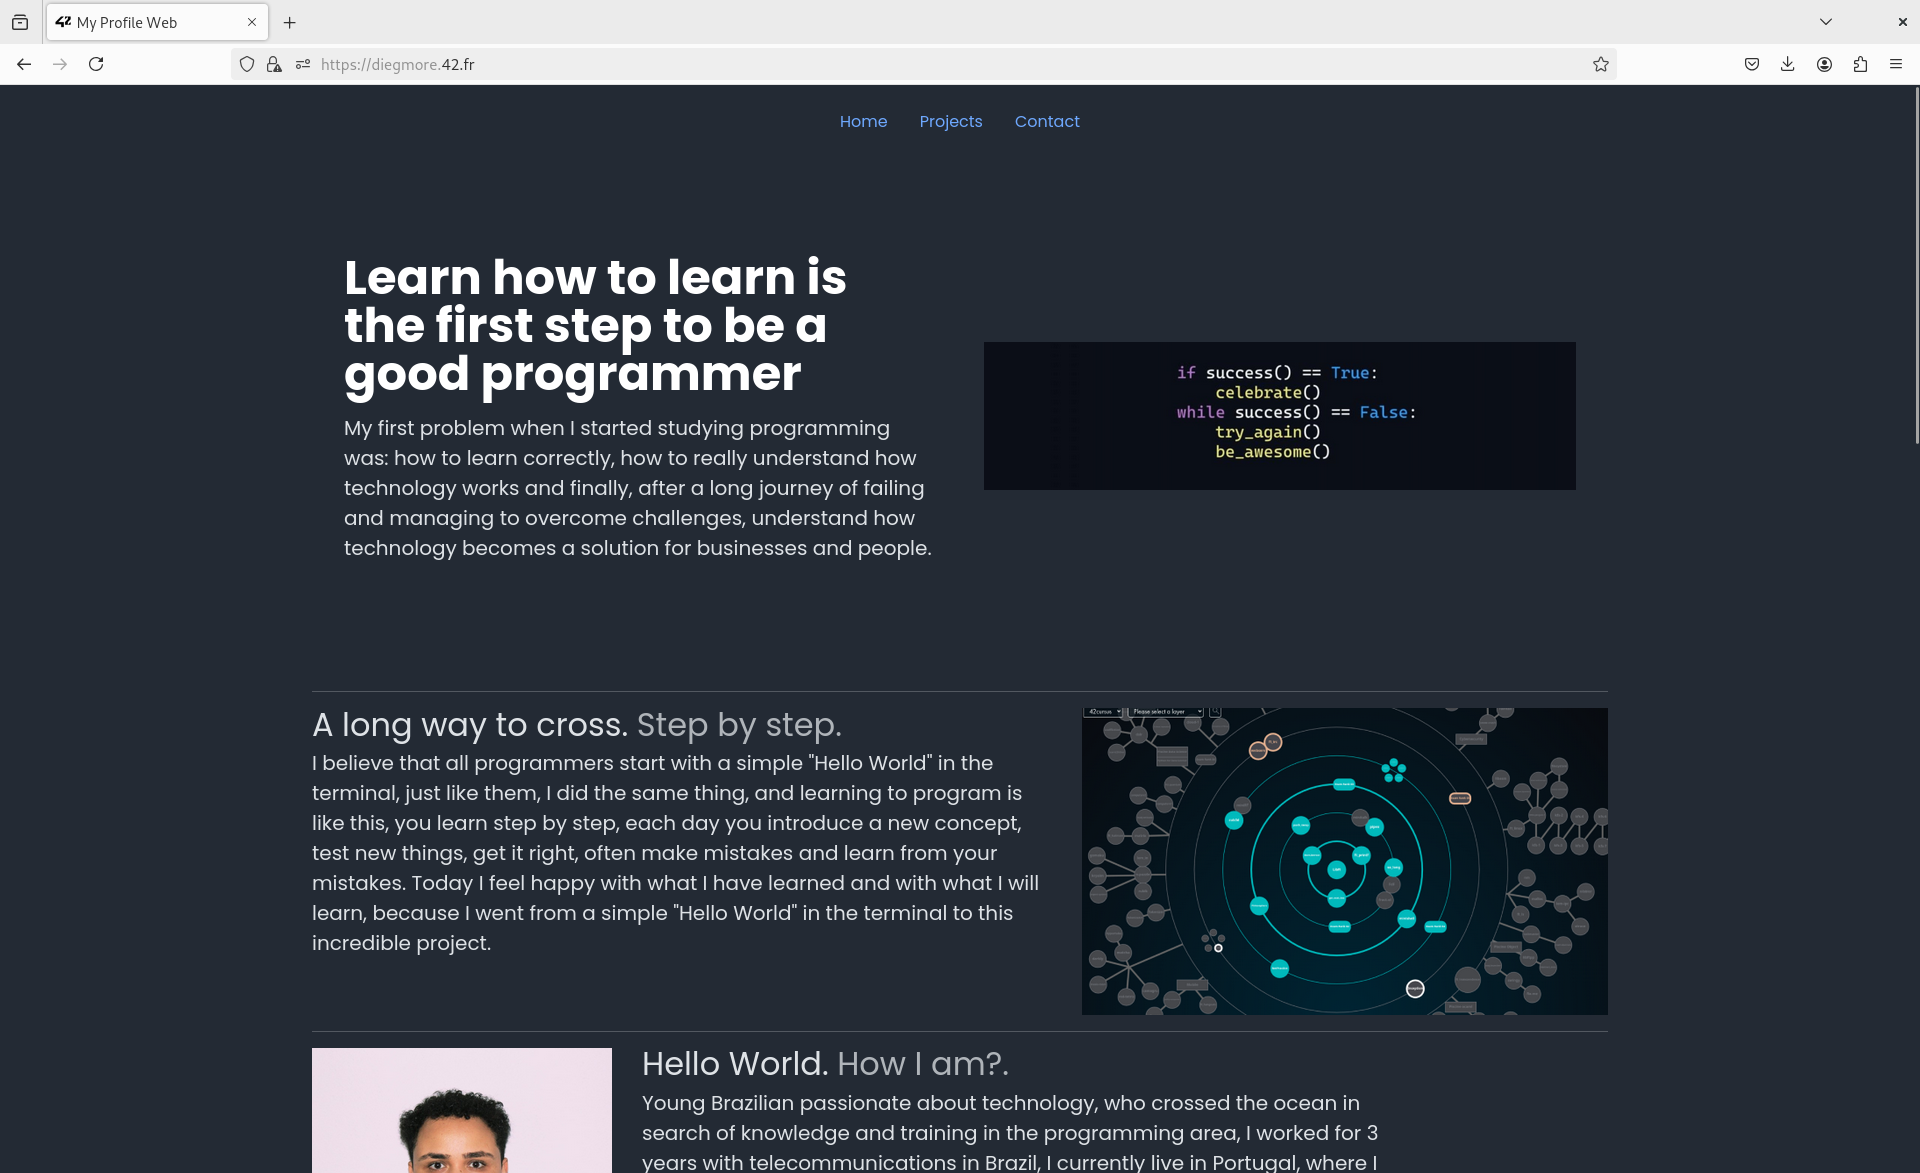 My Profile Web
https://diegmore.42.fr
Home Projects Contact
Learn how to learn is
the first step to be a
good programmer
My first problem when I started studying programming
was: how to learn correctly, how to really understand how
technology works and finally, after a long journey of failing
and managing to overcome challenges, understand how
technology becomes a solution for businesses and people.
if success() == True:
celebrate()
while success() == False:
try_again()
be_awesome()
A long way to cross. Step by step.
I believe that all programmers start with a simple "Hello World" in the
terminal, just like them, I did the same thing, and learning to program is
like this, you learn step by step, each day you introduce a new concept,
test new things, get it right, often make mistakes and learn from your
mistakes. Today I feel happy with what I have learned and with what I will
learn, because I went from a simple "Hello World" in the terminal to this
incredible project.
42cursus Please select a layer
Hello World. How I am?.
Young Brazilian passionate about technology, who crossed the ocean in
search of knowledge and training in the programming area, I worked for 3
years with telecommunications in Brazil, I currently live in Portugal, where I